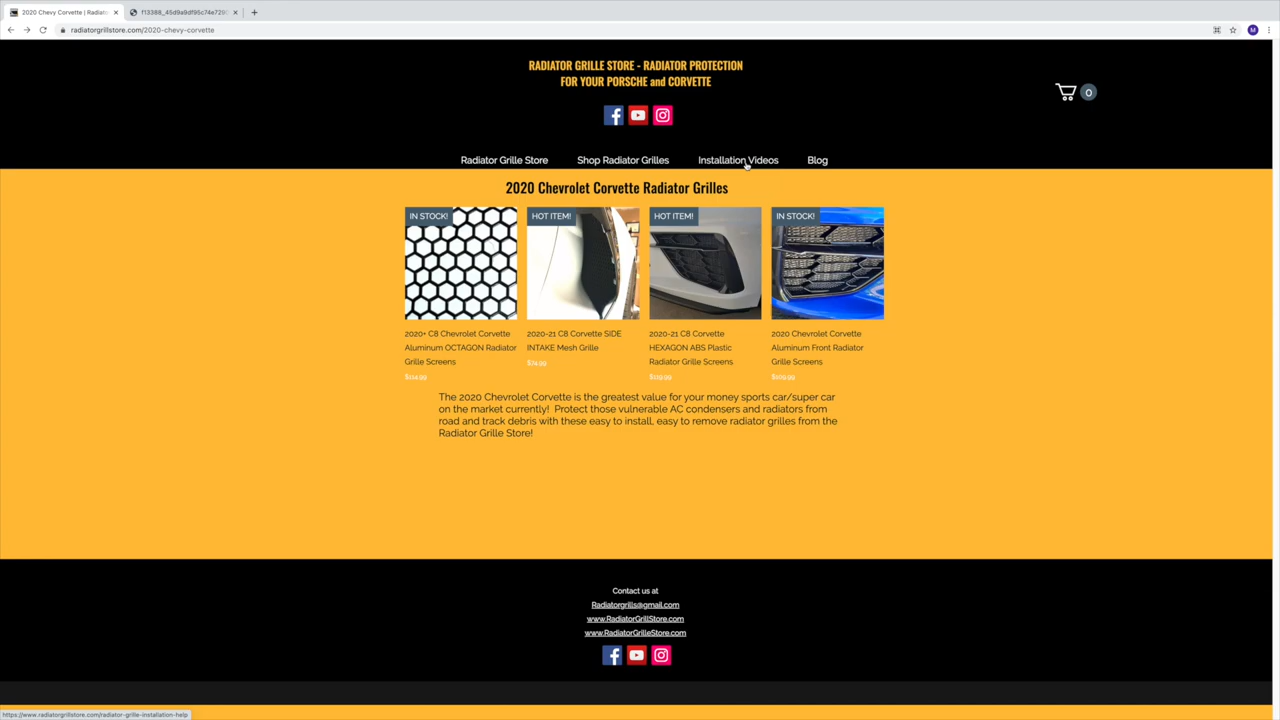 2020 Chevy Corvette | Radiator
f13388_45d9a9df95c74e7298
radiatorgrillstore.com/2020-chevy-corvette
M
RADIATOR GRILLE STORE - RADIATOR PROTECTION
FOR YOUR PORSCHE and CORVETTE
0
Radiator Grille Store Shop Radiator Grilles Installation Videos Blog
2020 Chevrolet Corvette Radiator Grilles
IN STOCK! HOT ITEM! HOT ITEM! IN STOCK!
2020+ C8 Chevrolet Corvette
Aluminum OCTAGON Radiator
Grille Screens
$114.99
2020-21 C8 Corvette SIDE
INTAKE Mesh Grille
$74.99
2020-21 C8 Corvette
HEXAGON ABS Plastic
Radiator Grille Screens
2020 Chevrolet Corvette
Aluminum Front Radiator
Grille Screens
The 2020 Chevrolet Corvette is the greatest value for your money sports car/super car
on the market currently! Protect those vulnerable AC condensers and radiators from
road and track debris with these easy to install, easy to remove radiator grilles from the
Radiator Grille Store!
Contact us at
Radiatorgrills@gmail.com
www.RadiatorGrillStore.com
www.RadiatorGrilleStore.com
https://www.radiatorgrillstore.com/radiator-grille-installation-help